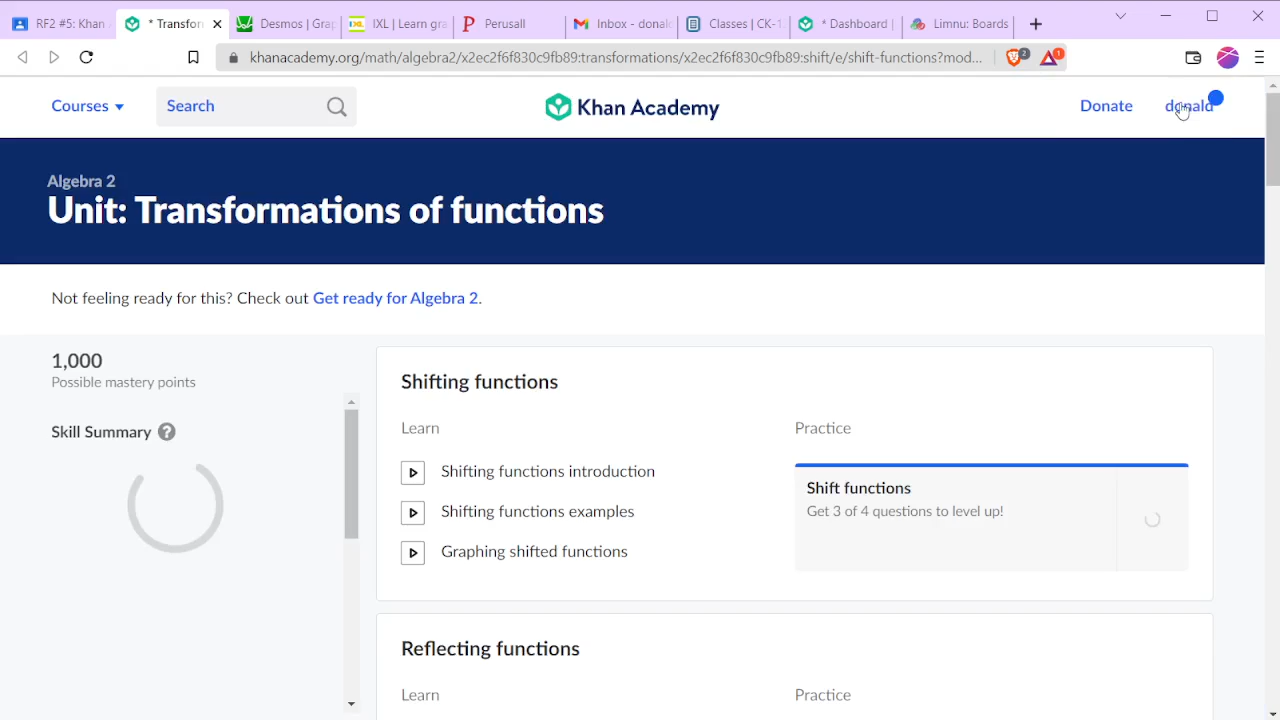 RF2 #5: Khan
* Transforr
Desmos | Grap
IXL | Learn gra
Perusall
Inbox - donald
Classes | CK-1
* Dashboard |
Limnu: Boards
khanacademy.org/math/algebra2/x2ec2f6f830c9fb89:transformations/x2ec2f6f830c9fb89:shift/e/shift-functions?mod...
2
1
Courses
Search
Khan Academy
Donate
donald
Algebra 2
Unit: Transformations of functions
Not feeling ready for this? Check out Get ready for Algebra 2.
1,000
Possible mastery points
Skill Summary ?
Shifting functions
Learn
Practice
Shifting functions introduction
Shifting functions examples
Graphing shifted functions
Shift functions
Get 3 of 4 questions to level up!
Reflecting functions
Learn
Practice